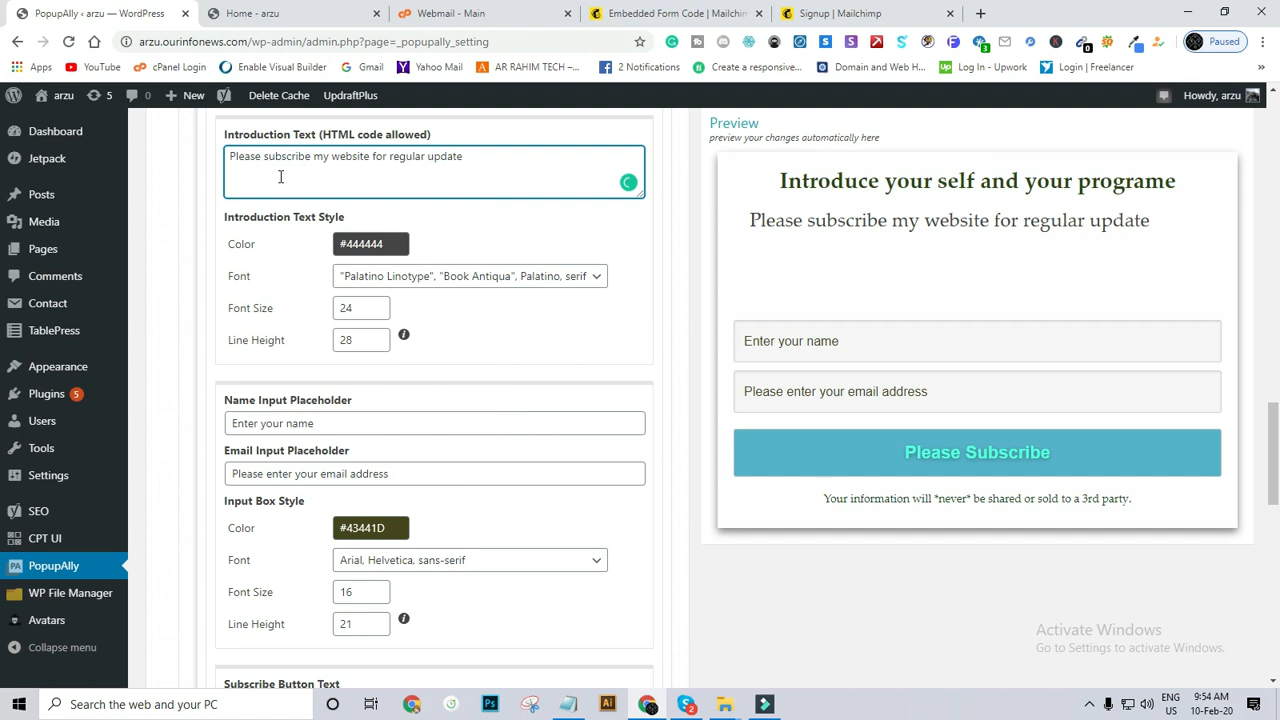 PopupAlly ‹ arzu — WordPress
Home - arzu
Webmail - Main
Embedded Form Code | Mailchim
Signup | Mailchimp
arzu.ourinfonews.com/wp-admin/admin.php?page=_popupally_setting
Paused
Apps
YouTube
cPanel Login
Enable Visual Builder
Gmail
Yahoo Mail
AR RAHIM TECH –...
2 Notifications
Create a responsive...
Domain and Web H...
Log In - Upwork
Login | Freelancer
arzu
5
0
New
Delete Cache
UpdraftPlus
Howdy, arzu
Dashboard
Jetpack
Posts
Media
Pages
Comments
Contact
TablePress
Appearance
Plugins 5
Users
Tools
Settings
SEO
CPT UI
PopupAlly
WP File Manager
Avatars
Collapse menu
Introduction Text (HTML code allowed)
Please subscribe my website for regular update
Introduction Text Style
Color
#444444
Font
"Palatino Linotype", "Book Antiqua", Palatino, serif
Font Size
24
Line Height
28
Name Input Placeholder
Enter your name
Email Input Placeholder
Please enter your email address
Input Box Style
Color
#43441D
Font
Arial, Helvetica, sans-serif
Font Size
16
Line Height
21
Subscribe Button Text
Preview
preview your changes automatically here
Introduce your self and your programe
Please subscribe my website for regular update
Enter your name
Please enter your email address
Please Subscribe
Your information will *never* be shared or sold to a 3rd party.
Activate Windows
Go to Settings to activate Windows.
Search the web and your PC
ENG
US
9:54 AM
10-Feb-20